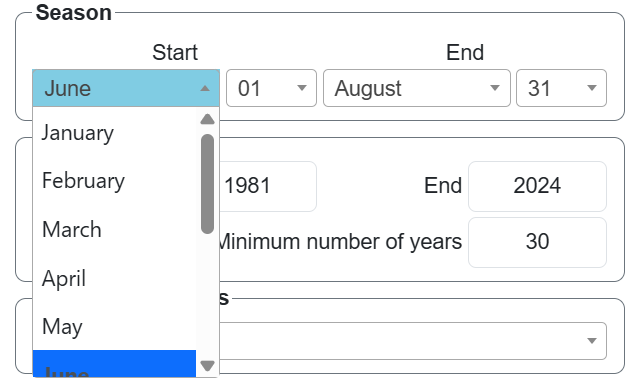 Season
Start End
June 01 August 31
January
February
March
April
May
June
1981 End 2024
Minimum number of years 30